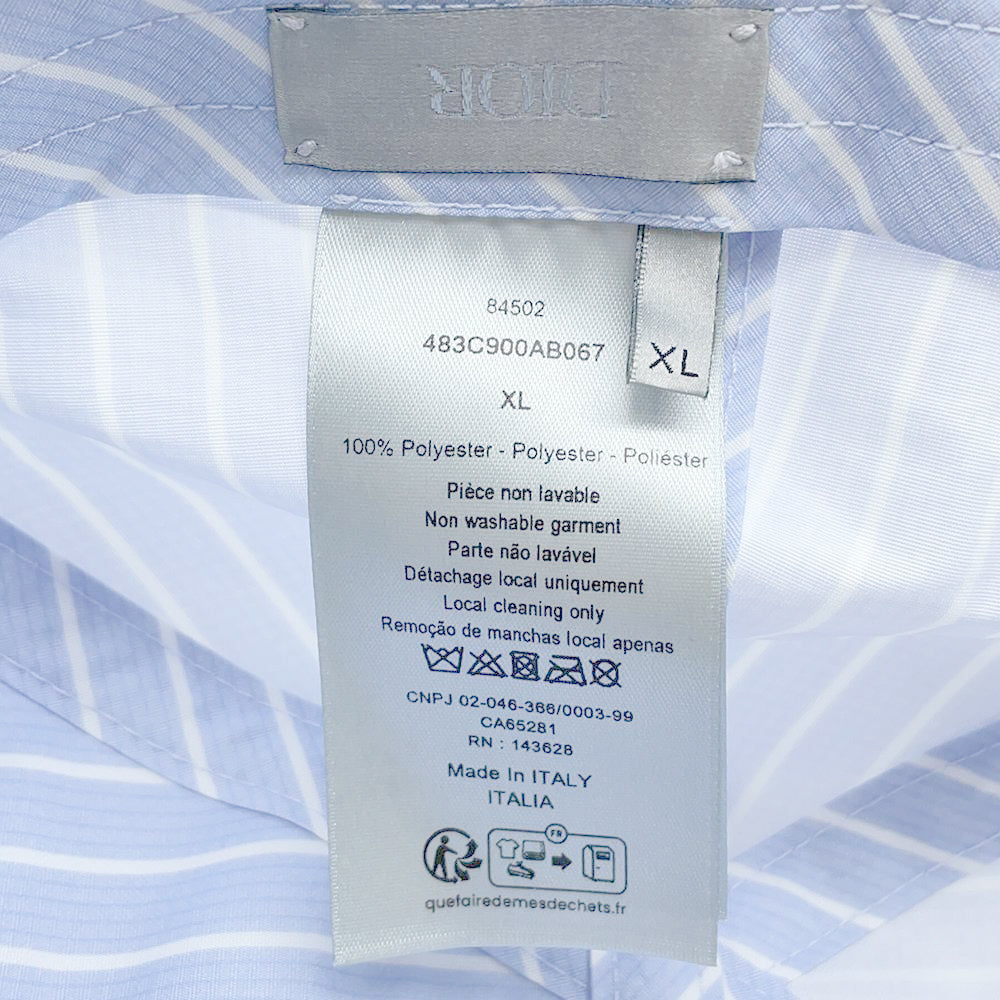 DIOR
84502
483C900AB067
XL
XL
100% Polyester - Polyester - Poliéster
Pièce non lavable
Non washable garment
Parte não lavável
Détachage local uniquement
Local cleaning only
Remoção de manchas local apenas
CNPJ 02-046-366/0003-99
CA65281
RN : 143628
Made In ITALY
ITALIA
FR
quefairedemesdechets.fr